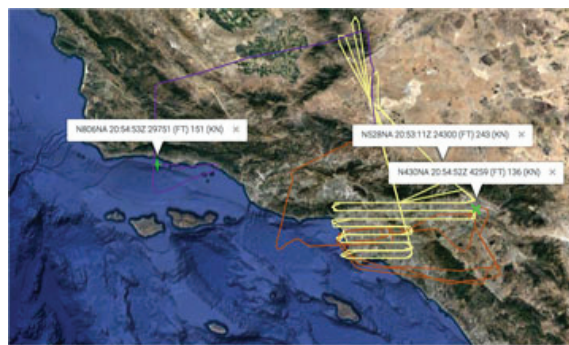 N806NA 20:54:53Z 29751 (FT) 151 (KN) ×
N528NA 20:53:11Z 24300 (FT) 243 (KN) ×
N430NA 20:54:52Z 4259 (FT) 136 (KN) ×